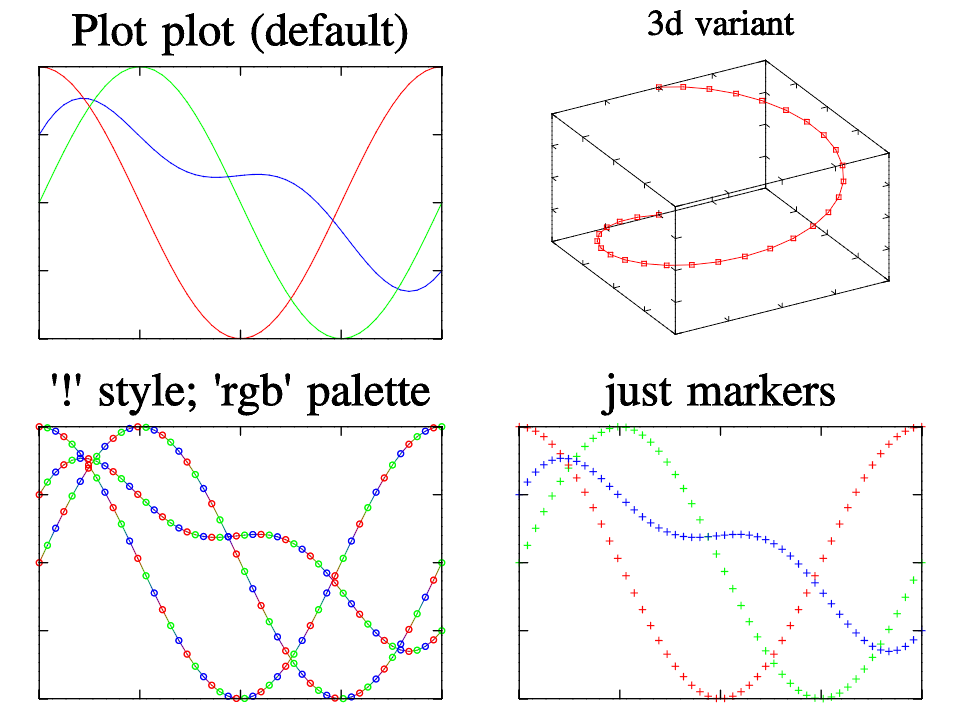 Plot plot (default)
3d variant
'!' style; 'rgb' palette
just markers